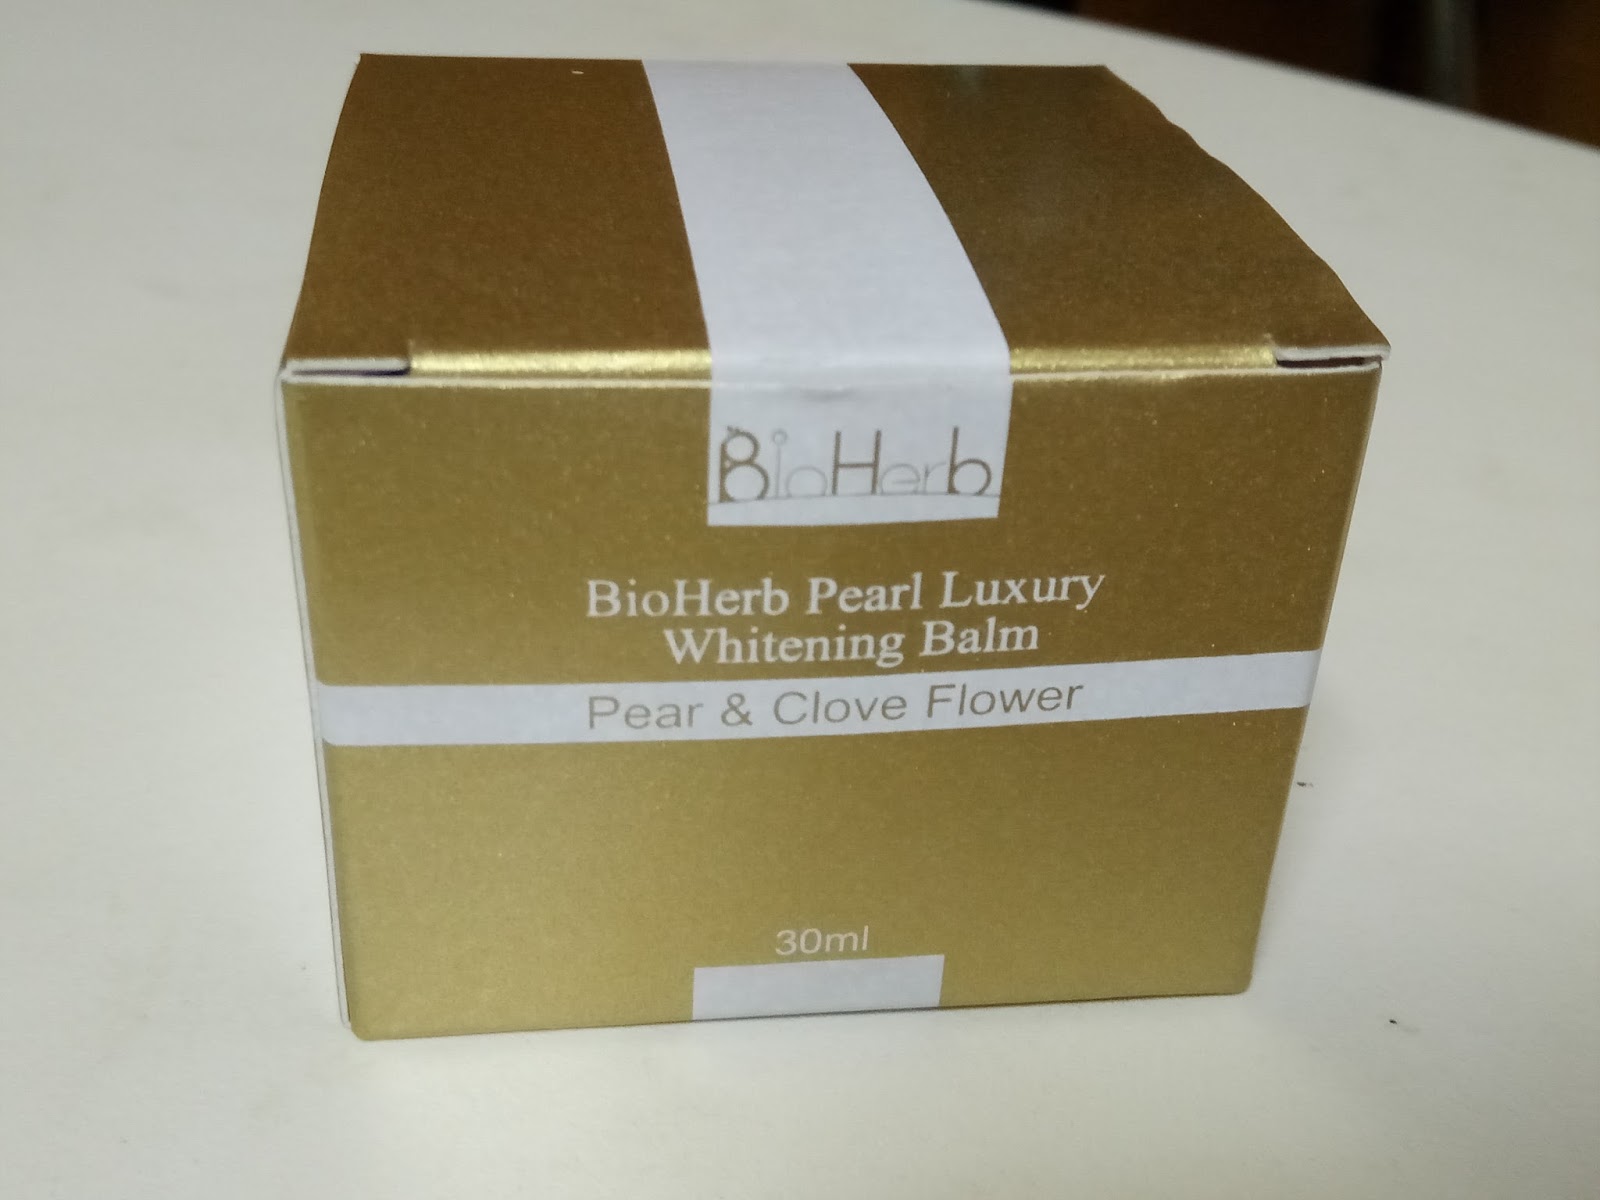 BioHerb
BioHerb Pearl Luxury
Whitening Balm
Pear & Clove Flower
30ml